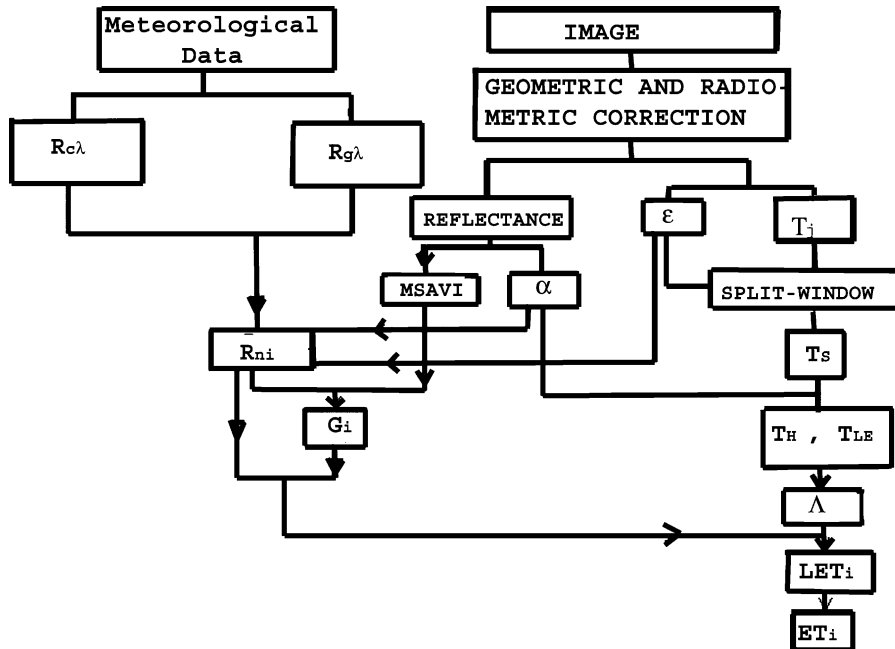 Meteorological
Data
IMAGE
GEOMETRIC AND RADIO-
METRIC CORRECTION
Rcλ
Rgλ
REFLECTANCE
ε
Tj
MSAVI
α
SPLIT-WINDOW
R̄ni
Ts
Gi
TH , TLE
Λ
LETi
ETi